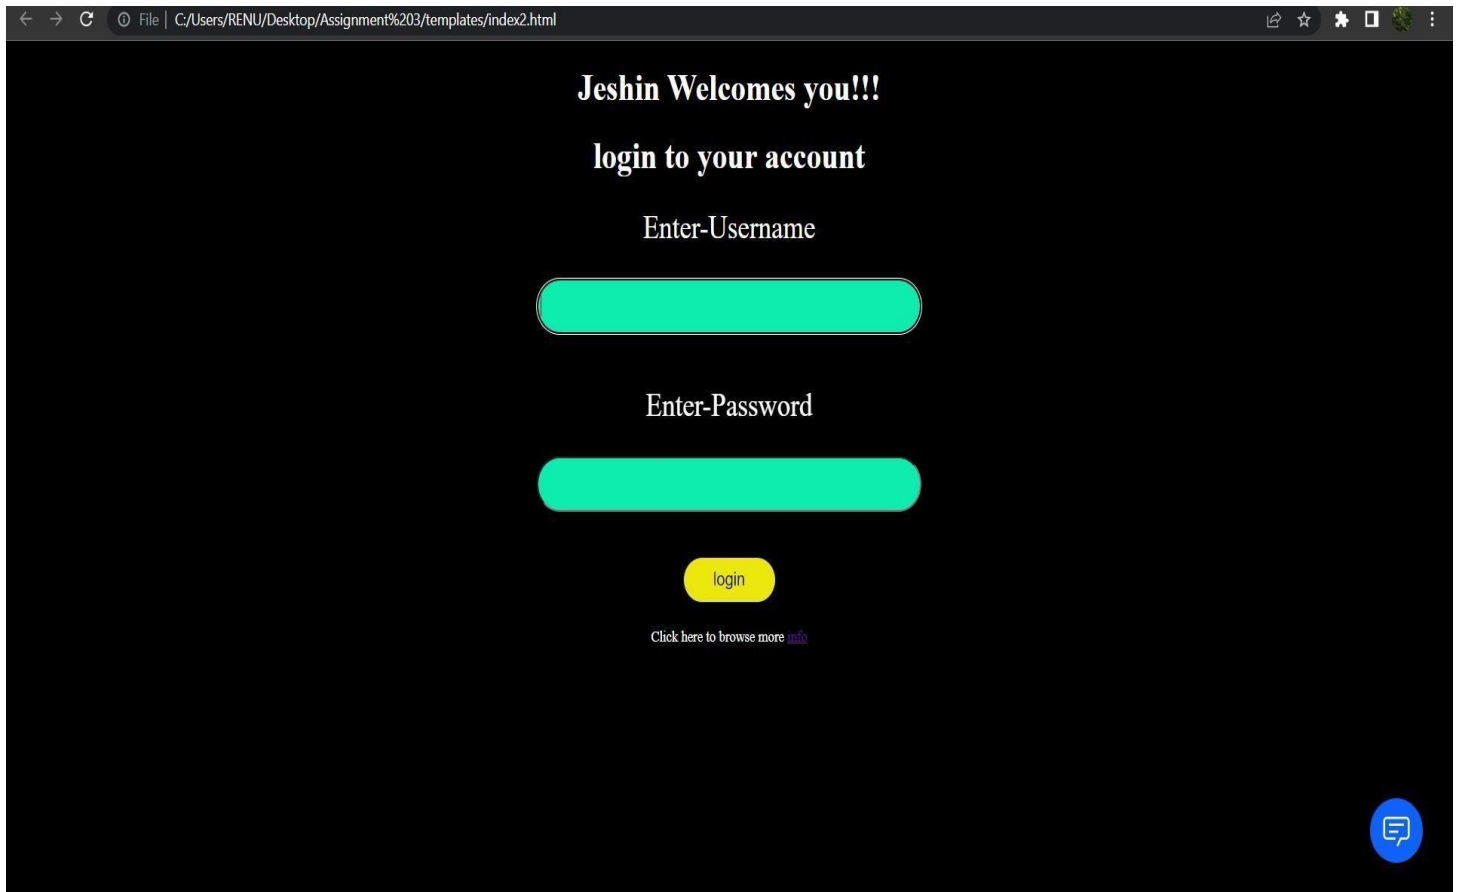 File | C:/Users/RENU/Desktop/Assignment%203/templates/index2.html
Jeshin Welcomes you!!!
login to your account
Enter-Username
Enter-Password
login
Click here to browse more info